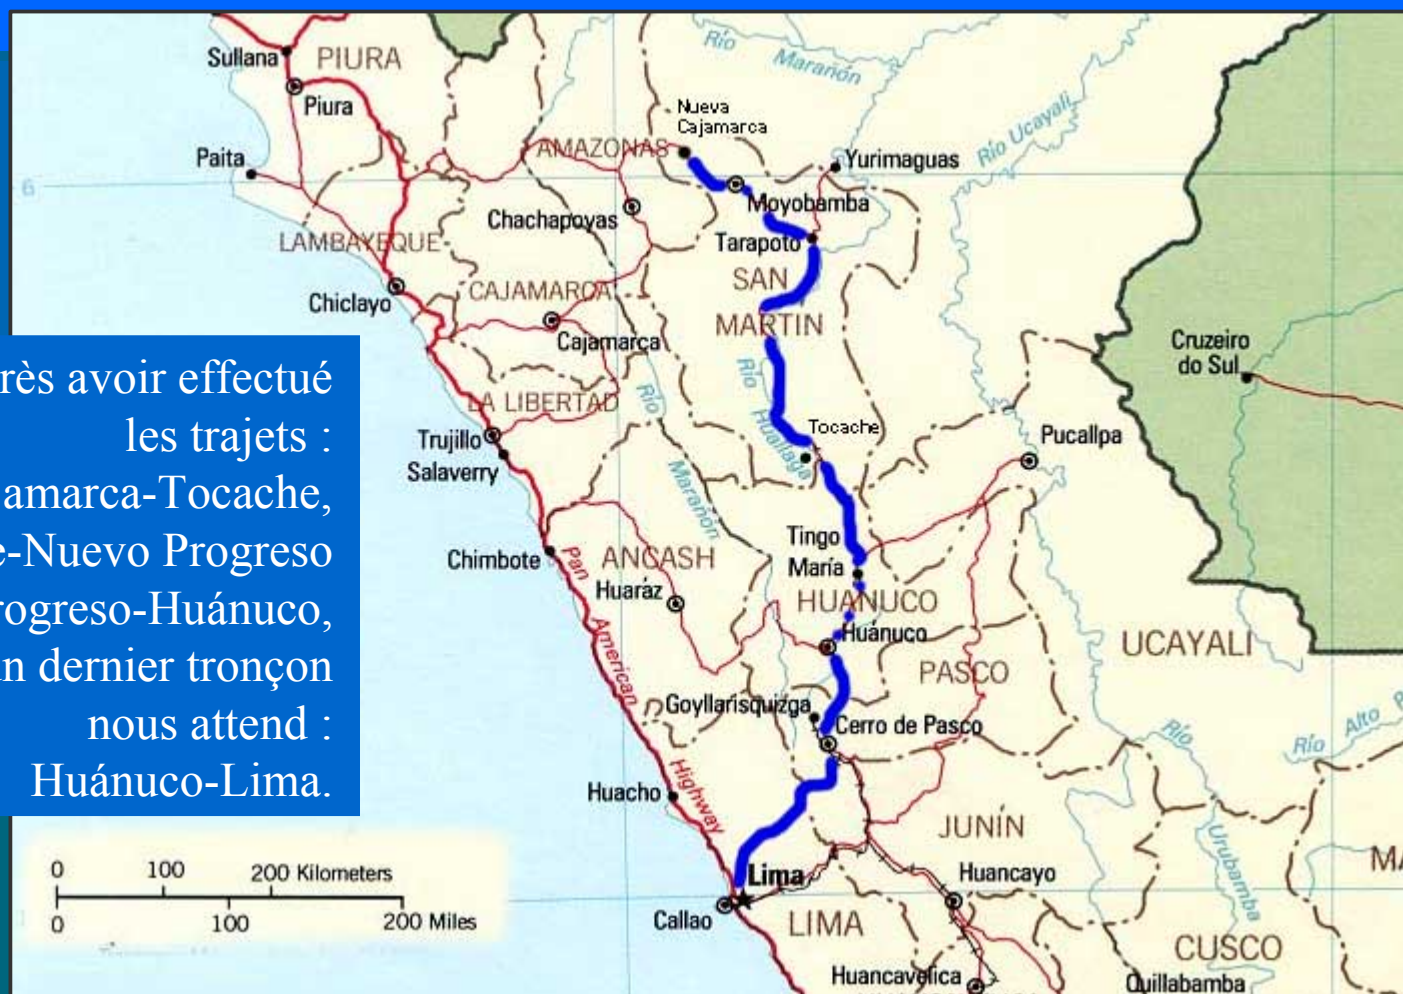 Río
Marañón
Sullana
PIURA
Piura
Nueva
Cajamarca
Río Ucayali
Paita
AMAZONAS
Yurimaguas
6
Moyobamba
Chachapoyas
Tarapoto
LAMBAYEQUE
SAN
MARTIN
Chiclayo
CAJAMARCA
Cajamarca
Cruzeiro
do Sul
rès avoir effectué
les trajets :
amarca-Tocache,
e-Nuevo Progreso
rogreso-Huánuco,
un dernier tronçon
nous attend :
Huánuco-Lima.
LA LIBERTAD
Río
Marañón
Río
Huallaga
Tocache
Trujillo
Salaverry
Pucallpa
Chimbote
Pan
American
Highway
ANCASH
Huaráz
Tingo
María
HUANUCO
Huánuco
UCAYALI
PASCO
Goyllarisquizga
Cerro de Pasco
Río
Río Alto
Huacho
JUNÍN
Urubamba
0 100 200 Kilometers
0 100 200 Miles
Lima
Callao
LIMA
Huancayo
MA
CUSCO
Huancavelica
Quillabamba